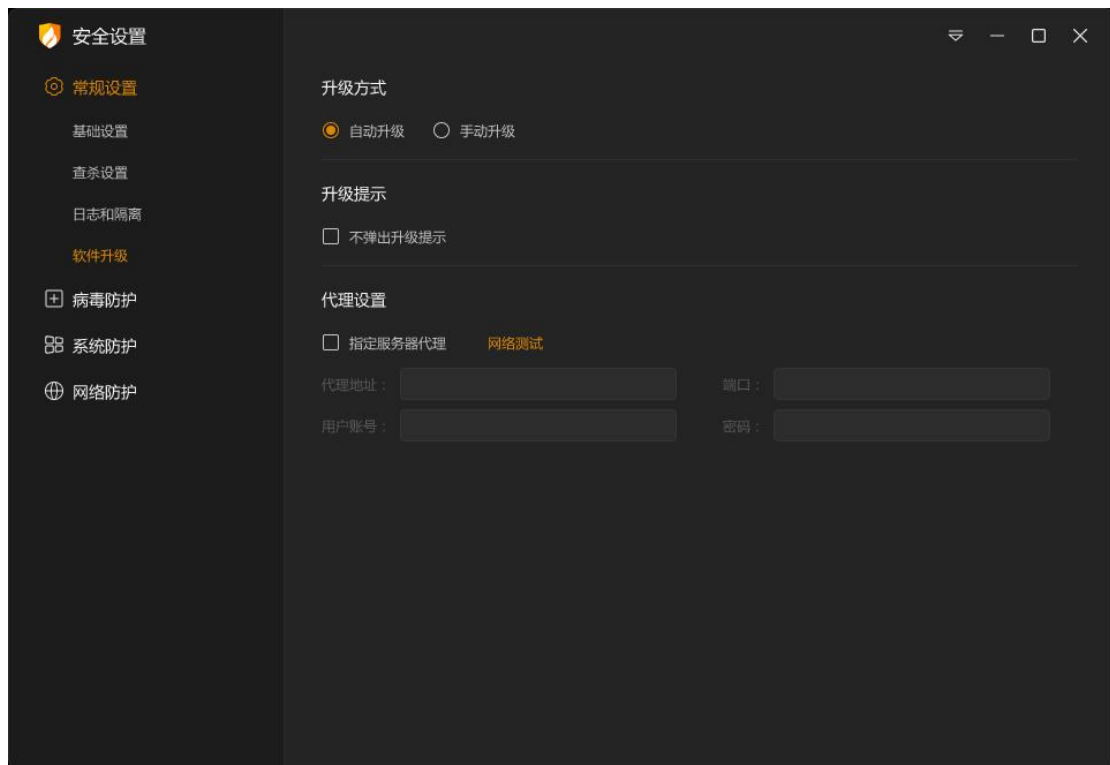 安全设置
常规设置
基础设置
查杀设置
日志和隔离
软件升级
病毒防护
系统防护
网络防护
升级方式
自动升级 手动升级
升级提示
不弹出升级提示
代理设置
指定服务器代理 网络测试
代理地址： 端口：
用户账号： 密码：